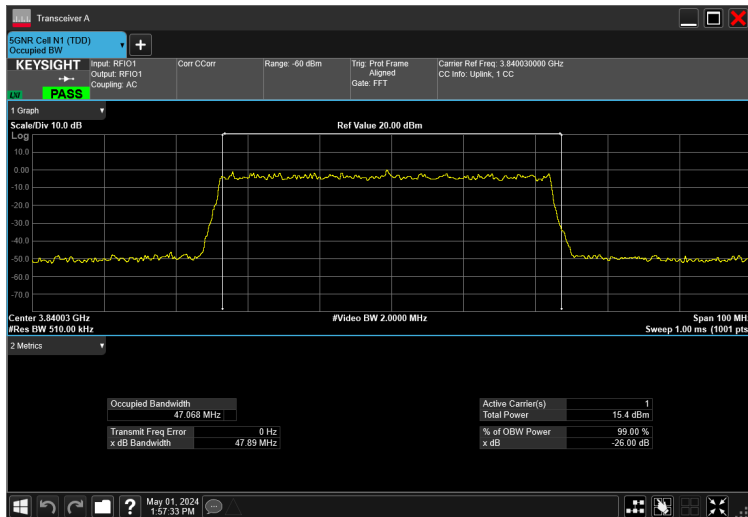 Transceiver A
5GNR Cell N1 (TDD)
Occupied BW
KEYSIGHT
LXI
PASS
Input: RFIO1
Output: RFIO1
Coupling: AC
Corr CCorr
Range: -60 dBm
Trig: Prot Frame
Aligned
Gate: FFT
Carrier Ref Freq: 3.840030000 GHz
CC Info: Uplink, 1 CC
1 Graph
Scale/Div 10.0 dB
Ref Value 20.00 dBm
Log
10.0
0.00
-10.0
-20.0
-30.0
-40.0
-50.0
-60.0
-70.0
Center 3.84003 GHz
#Video BW 2.0000 MHz
Span 100 MH
#Res BW 510.00 kHz
Sweep 1.00 ms (1001 pts
2 Metrics
Occupied Bandwidth
47.068 MHz
Transmit Freq Error 0 Hz
x dB Bandwidth 47.89 MHz
Active Carrier(s) 1
Total Power 15.4 dBm
% of OBW Power 99.00 %
x dB -26.00 dB
?
May 01, 2024
1:57:33 PM